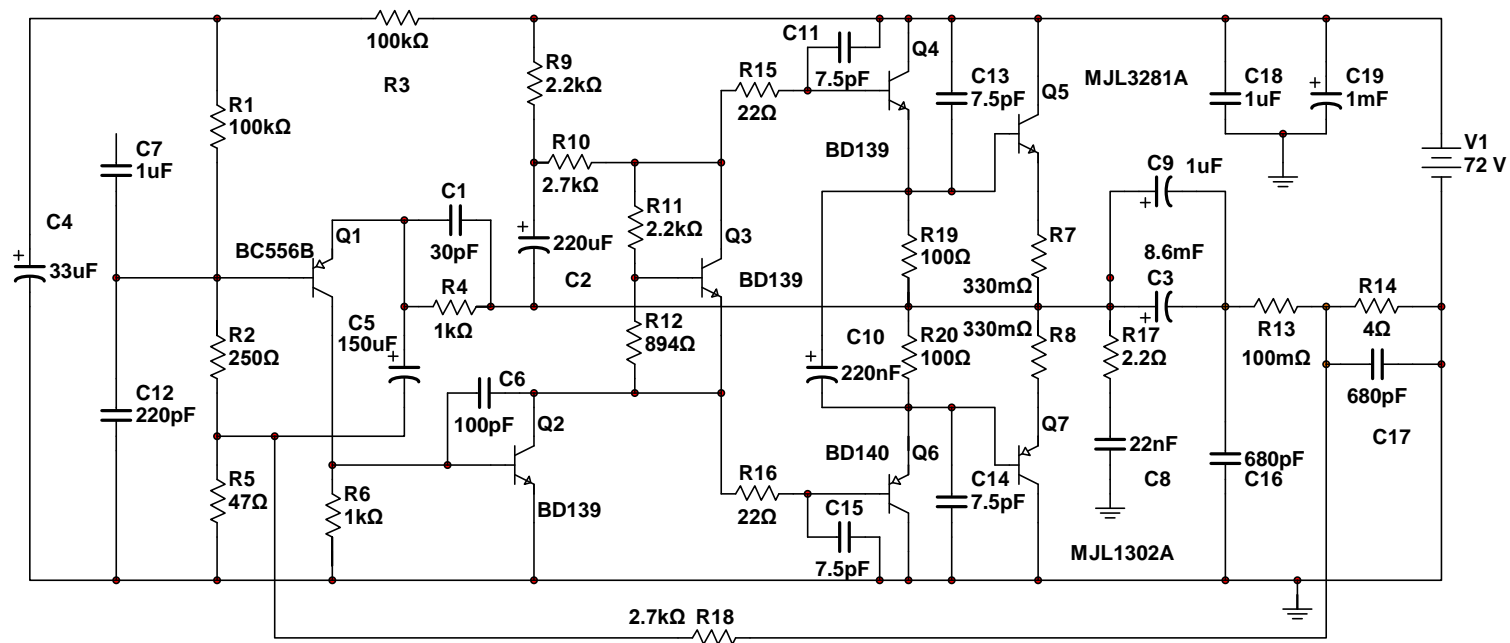 100kΩ
R3
R1
100kΩ
C7
1uF
C4
33uF
BC556B
Q1
C1
30pF
R4
1kΩ
C5
150uF
R2
250Ω
C12
220pF
R5
47Ω
R6
1kΩ
R9
2.2kΩ
R10
2.7kΩ
220uF
C2
R11
2.2kΩ
R12
894Ω
C6
100pF
Q2
BD139
Q3
BD139
R15
22Ω
C11
7.5pF
Q4
BD139
C13
7.5pF
Q5
MJL3281A
R19
100Ω
R7
330mΩ
C10
220nF
R20
100Ω
330mΩ
R8
BD140
Q6
R16
22Ω
C15
7.5pF
C14
7.5pF
Q7
MJL1302A
C18
1uF
C19
1mF
V1
72 V
C9
1uF
8.6mF
C3
R17
2.2Ω
22nF
C8
R13
100mΩ
R14
4Ω
680pF
C17
680pF
C16
2.7kΩ R18